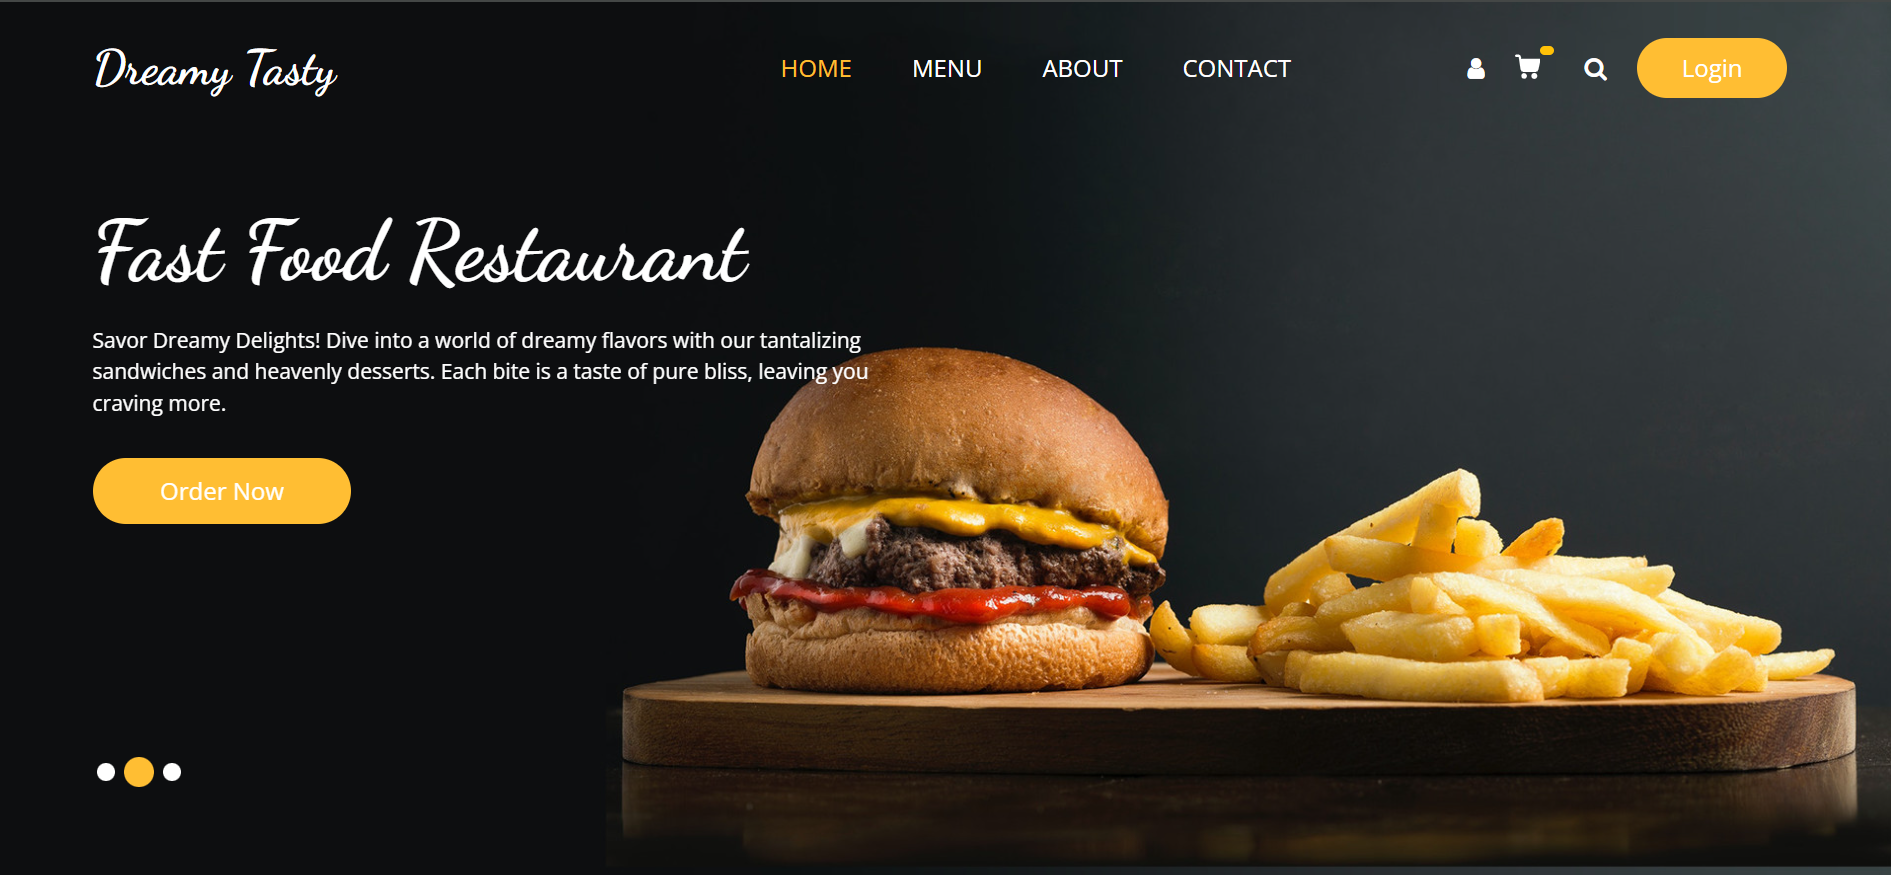 Dreamy Tasty
HOME MENU ABOUT CONTACT
Login
Fast Food Restaurant
Savor Dreamy Delights! Dive into a world of dreamy flavors with our tantalizing
sandwiches and heavenly desserts. Each bite is a taste of pure bliss, leaving you
craving more.
Order Now